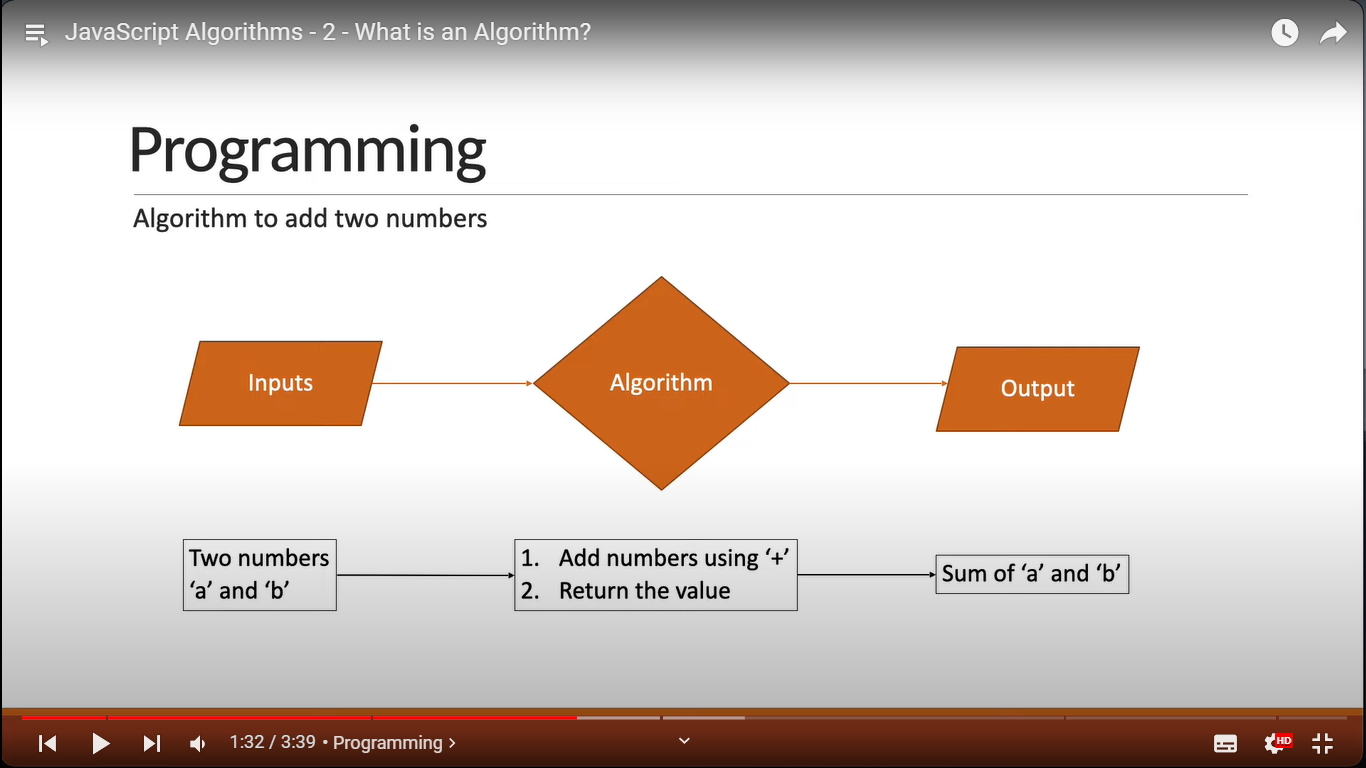 JavaScript Algorithms - 2 - What is an Algorithm?
Programming
Algorithm to add two numbers
Inputs
Algorithm
Output
Two numbers
‘a’ and ‘b’
1. Add numbers using ‘+’
2. Return the value
Sum of ‘a’ and ‘b’
1:32 / 3:39 • Programming ›
HD